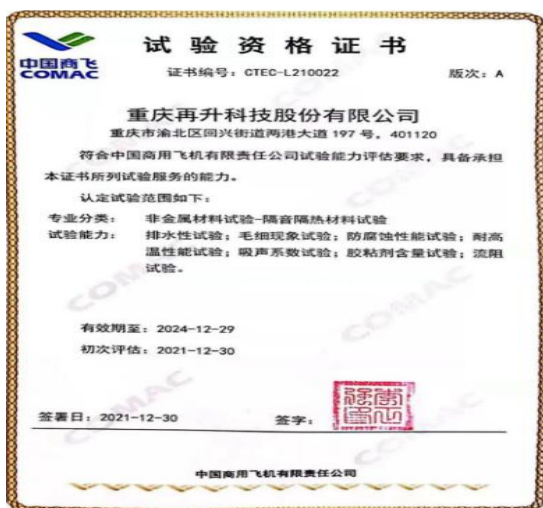 中国商飞
COMAC
试验资格证书
证书编号：CTEC-L210022
版次：A
重庆再升科技股份有限公司
重庆市渝北区回兴街道两港大道 197 号，401120
符合中国商用飞机有限责任公司试验能力评估要求，具备承担
本证书所列试验服务的能力。
认定试验范围如下：
专业分类： 非金属材料试验-隔音隔热材料试验
试验能力： 排水性试验；毛细现象试验；防腐蚀性能试验；耐高
温性能试验；吸声系数试验；胶粘剂含量试验；流阻
试验。
有效期至：2024-12-29
初次评估：2021-12-30
签署日：2021-12-30
签字：
中国商用飞机有限责任公司
COMAC
COMAC
COMAC
COMAC